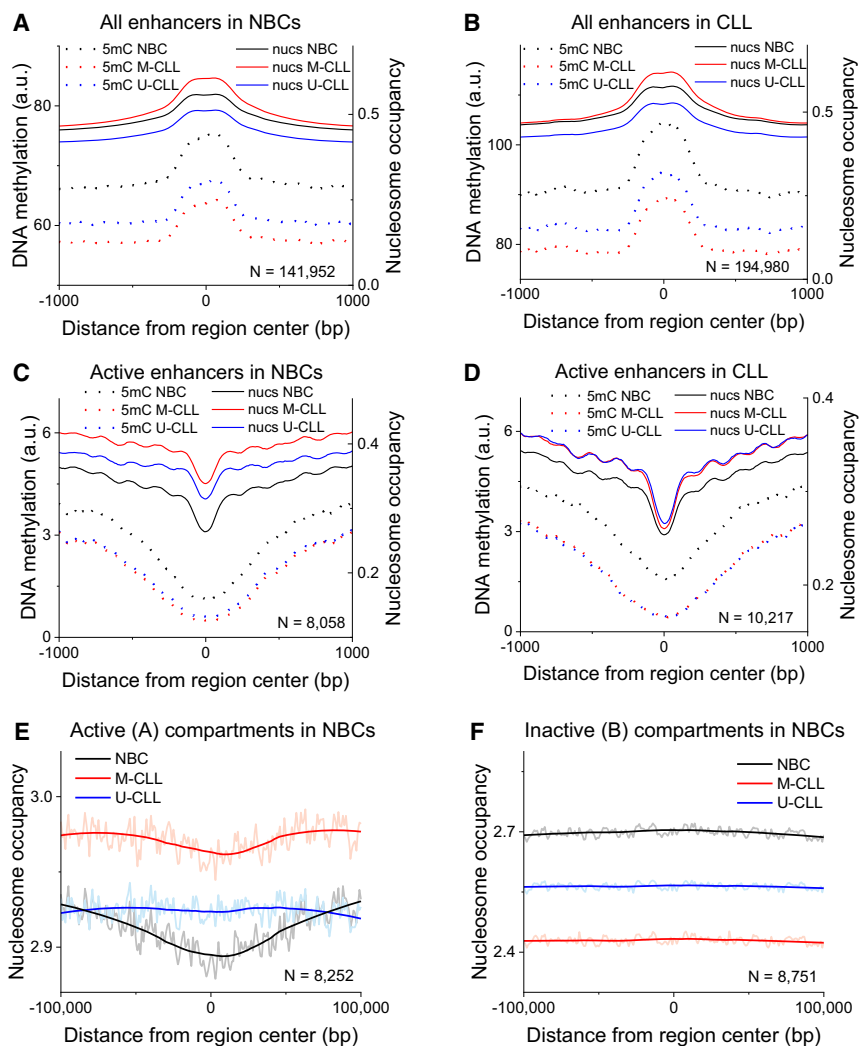 A All enhancers in NBCs
5mC NBC nucs NBC
5mC M-CLL nucs M-CLL
5mC U-CLL nucs U-CLL
DNA methylation (a.u.)
80
60
Nucleosome occupancy
0.5
0.0
N = 141,952
-1000 0 1000
Distance from region center (bp)
B All enhancers in CLL
5mC NBC nucs NBC
5mC M-CLL nucs M-CLL
5mC U-CLL nucs U-CLL
DNA methylation (a.u.)
100
80
Nucleosome occupancy
0.5
0.0
N = 194,980
-1000 0 1000
Distance from region center (bp)
C Active enhancers in NBCs
5mC NBC nucs NBC
5mC M-CLL nucs M-CLL
5mC U-CLL nucs U-CLL
DNA methylation (a.u.)
6
3
0
Nucleosome occupancy
0.4
0.2
N = 8,058
-1000 0 1000
Distance from region center (bp)
D Active enhancers in CLL
5mC NBC nucs NBC
5mC M-CLL nucs M-CLL
5mC U-CLL nucs U-CLL
DNA methylation (a.u.)
6
3
0
Nucleosome occupancy
0.4
0.2
N = 10,217
-1000 0 1000
Distance from region center (bp)
E Active (A) compartments in NBCs
NBC
M-CLL
U-CLL
Nucleosome occupancy
3.0
2.9
N = 8,252
-100,000 0 100,000
Distance from region center (bp)
F Inactive (B) compartments in NBCs
NBC
M-CLL
U-CLL
Nucleosome occupancy
2.7
2.4
N = 8,751
-100,000 0 100,000
Distance from region center (bp)